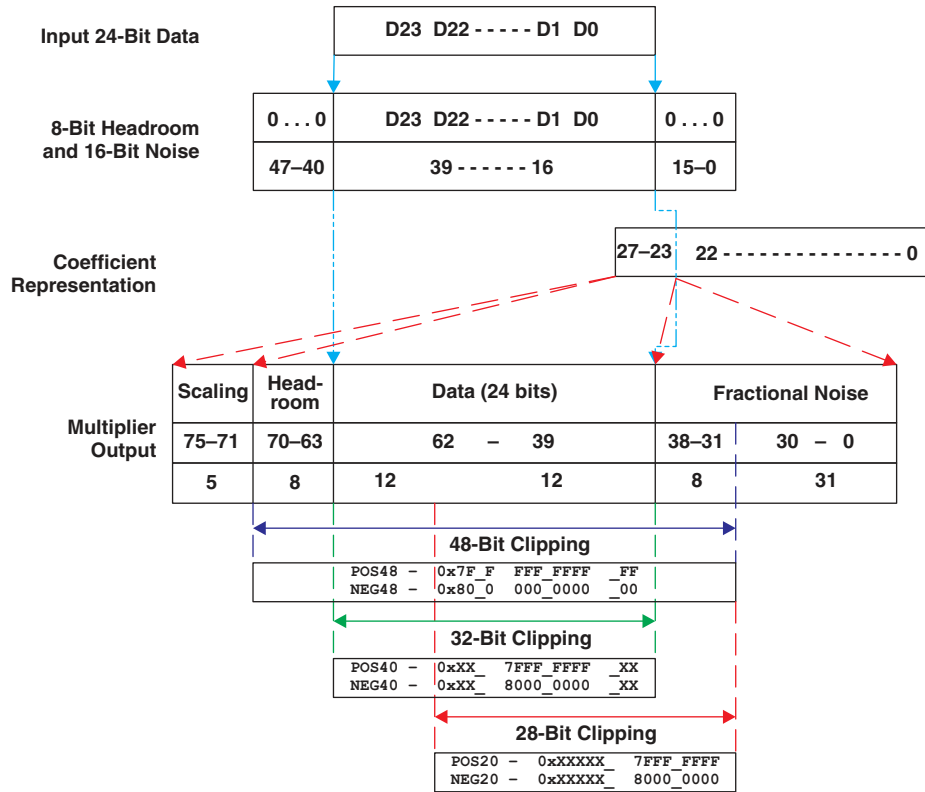 Input 24-Bit Data
D23 D22 - - - - - D1 D0
8-Bit Headroom
and 16-Bit Noise
0 . . . 0 D23 D22 - - - - - D1 D0 0 . . . 0
47–40 39 - - - - - - 16 15–0
Coefficient
Representation
27–23 22 - - - - - - - - - - - - - - - 0
Multiplier
Output
Scaling Head-
room Data (24 bits) Fractional Noise
75–71 70–63 62 – 39 38–31 30 – 0
5 8 12 12 8 31
48-Bit Clipping
POS48 – 0x7F_F FFF_FFFF _FF
NEG48 – 0x80_0 000_0000 _00
32-Bit Clipping
POS40 – 0xXX_ 7FFF_FFFF _XX
NEG40 – 0xXX_ 8000_0000 _XX
28-Bit Clipping
POS20 – 0xXXXXX_ 7FFF_FFFF
NEG20 – 0xXXXXX_ 8000_0000